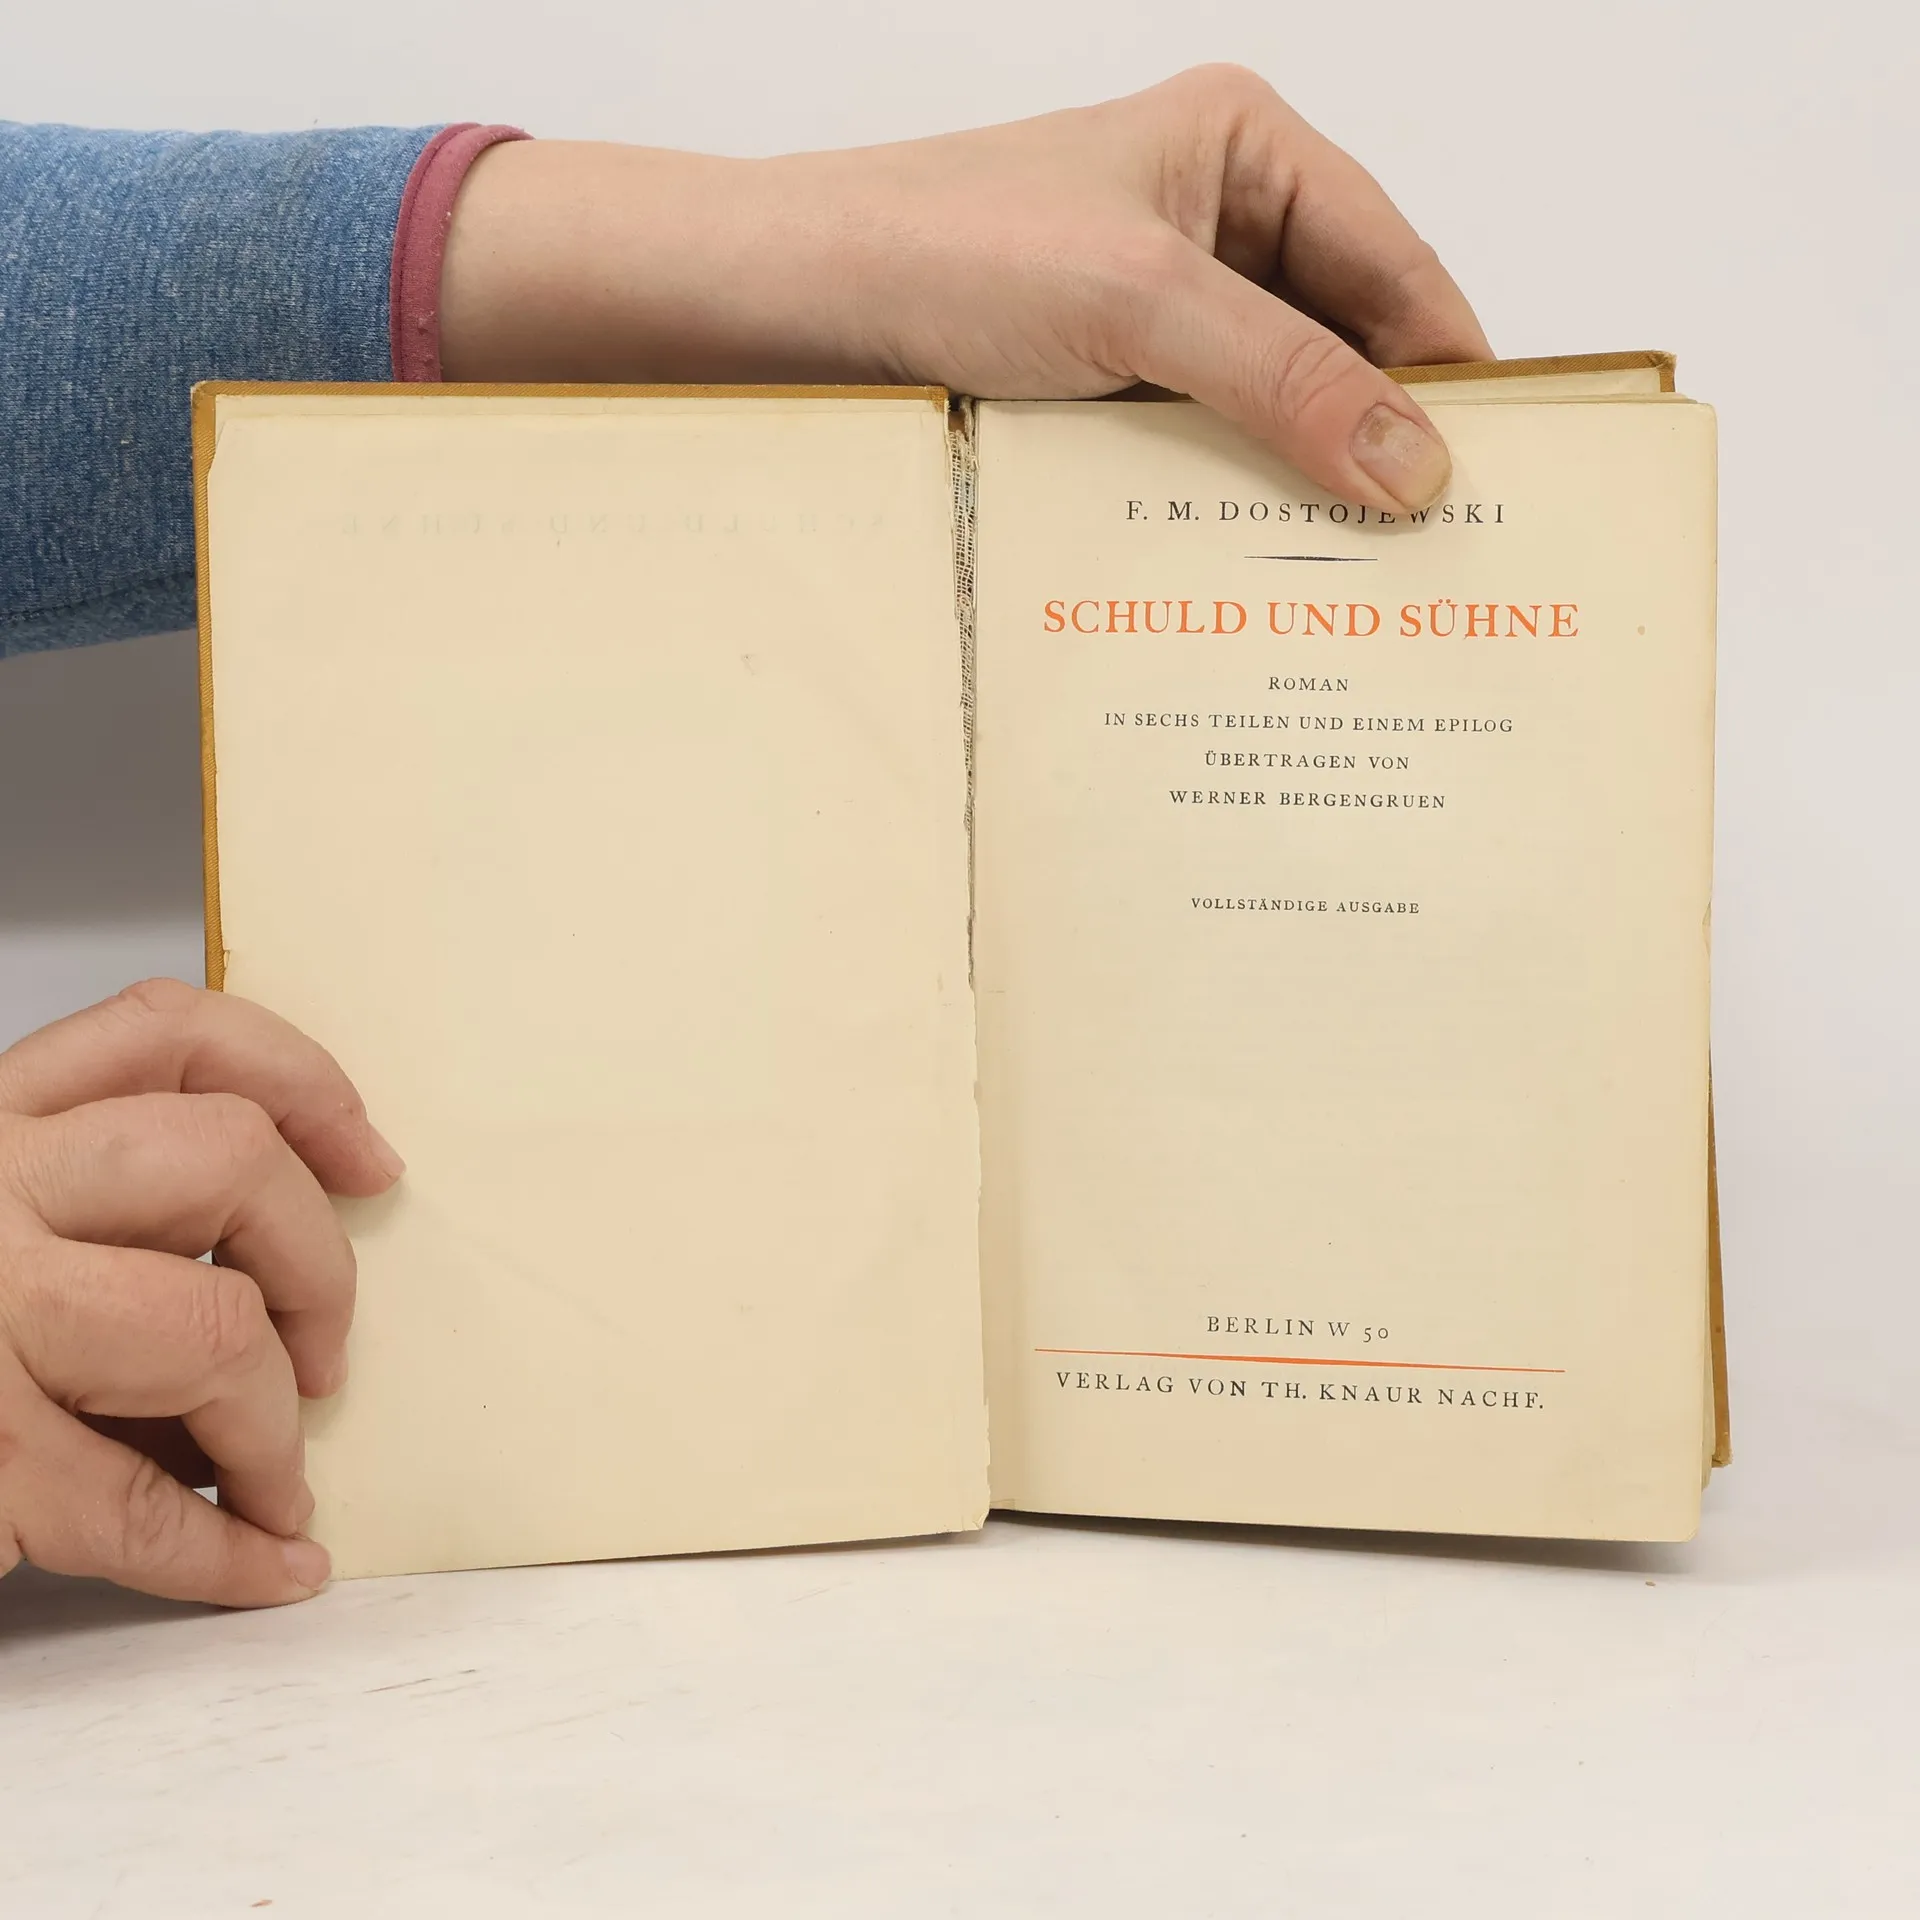 F. M. DOSTOJEWSKI
SCHULD UND SÜHNE
ROMAN
IN SECHS TEILEN UND EINEM EPILOG
ÜBERTRAGEN VON
WERNER BERGENGRUEN
VOLLSTÄNDIGE AUSGABE
BERLIN W 50
VERLAG VON TH. KNAUR NACHF.